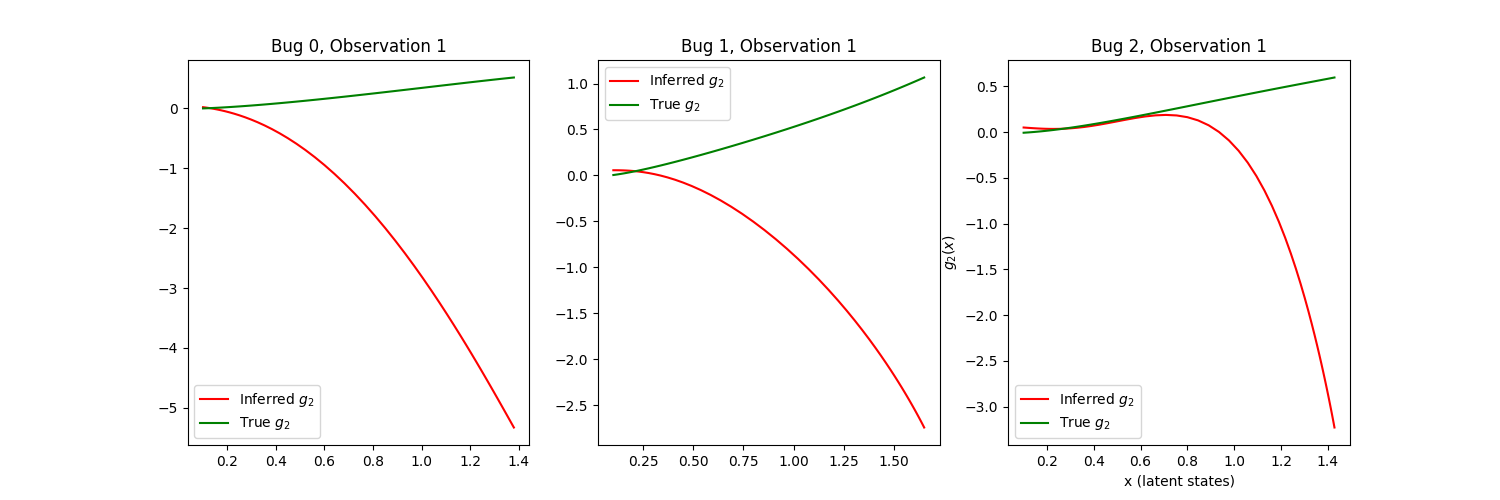 Bug 0, Observation 1
0
−1
−2
−3
−4
−5
0.2 0.4 0.6 0.8 1.0 1.2 1.4
Inferred g₂
True g₂
Bug 1, Observation 1
1.0
0.5
0.0
−0.5
−1.0
−1.5
−2.0
−2.5
0.25 0.50 0.75 1.00 1.25 1.50
Inferred g₂
True g₂
Bug 2, Observation 1
g₂(x)
0.5
0.0
−0.5
−1.0
−1.5
−2.0
−2.5
−3.0
0.2 0.4 0.6 0.8 1.0 1.2 1.4
x (latent states)
Inferred g₂
True g₂